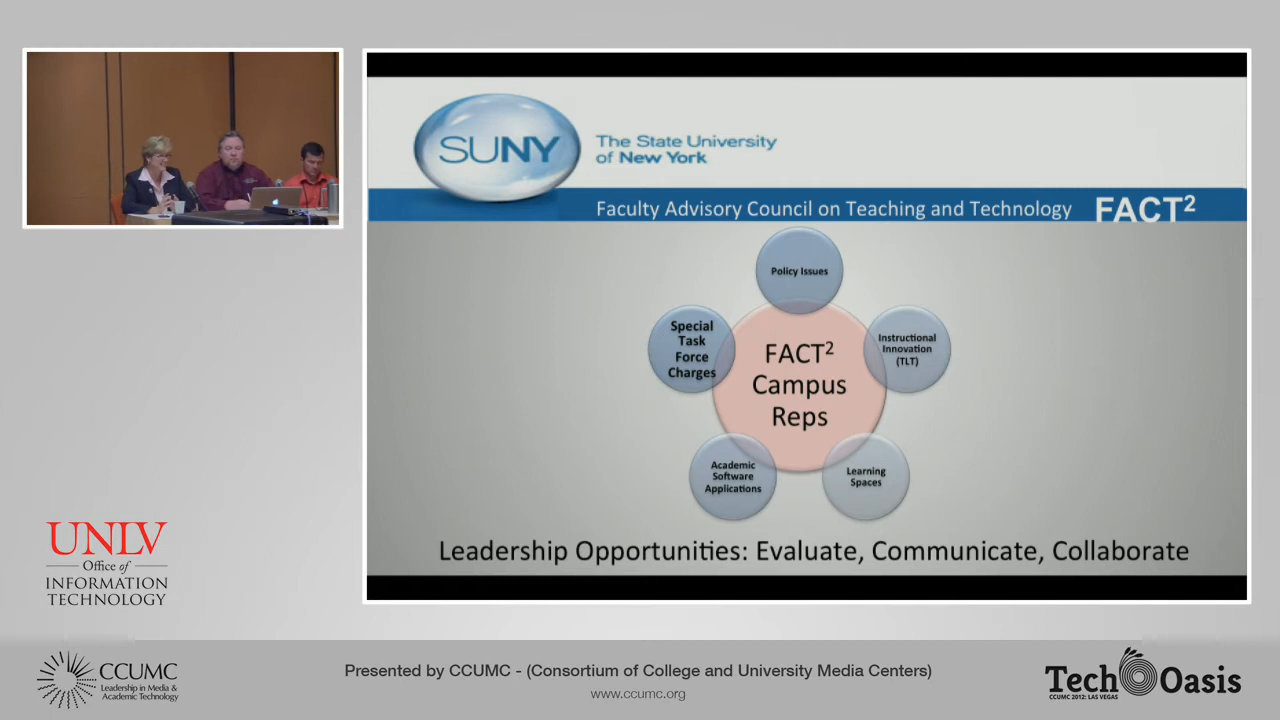 SUNY
The State University
of New York
Faculty Advisory Council on Teaching and Technology FACT²
Policy Issues
Special
Task
Force
Charges
Instructional
Innovation
(TLT)
FACT²
Campus
Reps
Academic
Software
Applications
Learning
Spaces
Leadership Opportunities: Evaluate, Communicate, Collaborate
UNLV
Office of
INFORMATION
TECHNOLOGY
CCUMC
Leadership in Media &
Academic Technology
Presented by CCUMC - (Consortium of College and University Media Centers)
www.ccumc.org
Tech Oasis
CCUMC 2012: LAS VEGAS